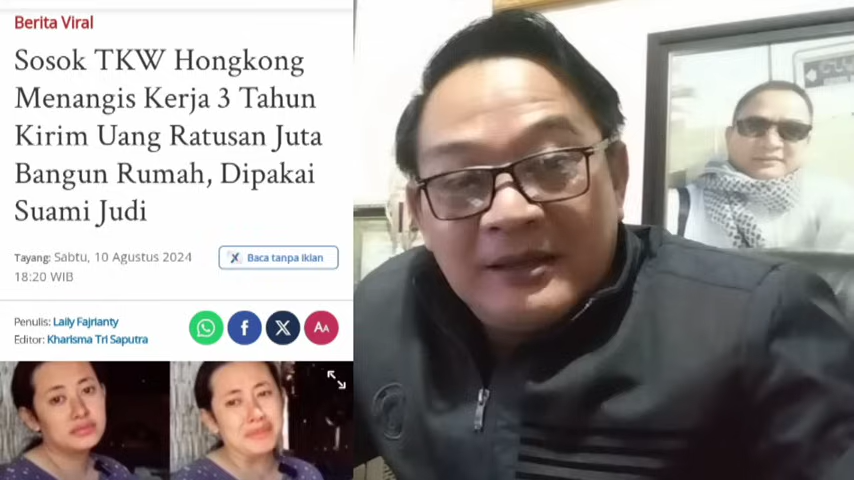 Berita Viral
Sosok TKW Hongkong
Menangis Kerja 3 Tahun
Kirim Uang Ratusan Juta
Bangun Rumah, Dipakai
Suami Judi
Tayang: Sabtu, 10 Agustus 2024
18:20 WIB
X Baca tanpa iklan
Penulis: Laily Fajrianty
Editor: Kharisma Tri Saputra
f X AA